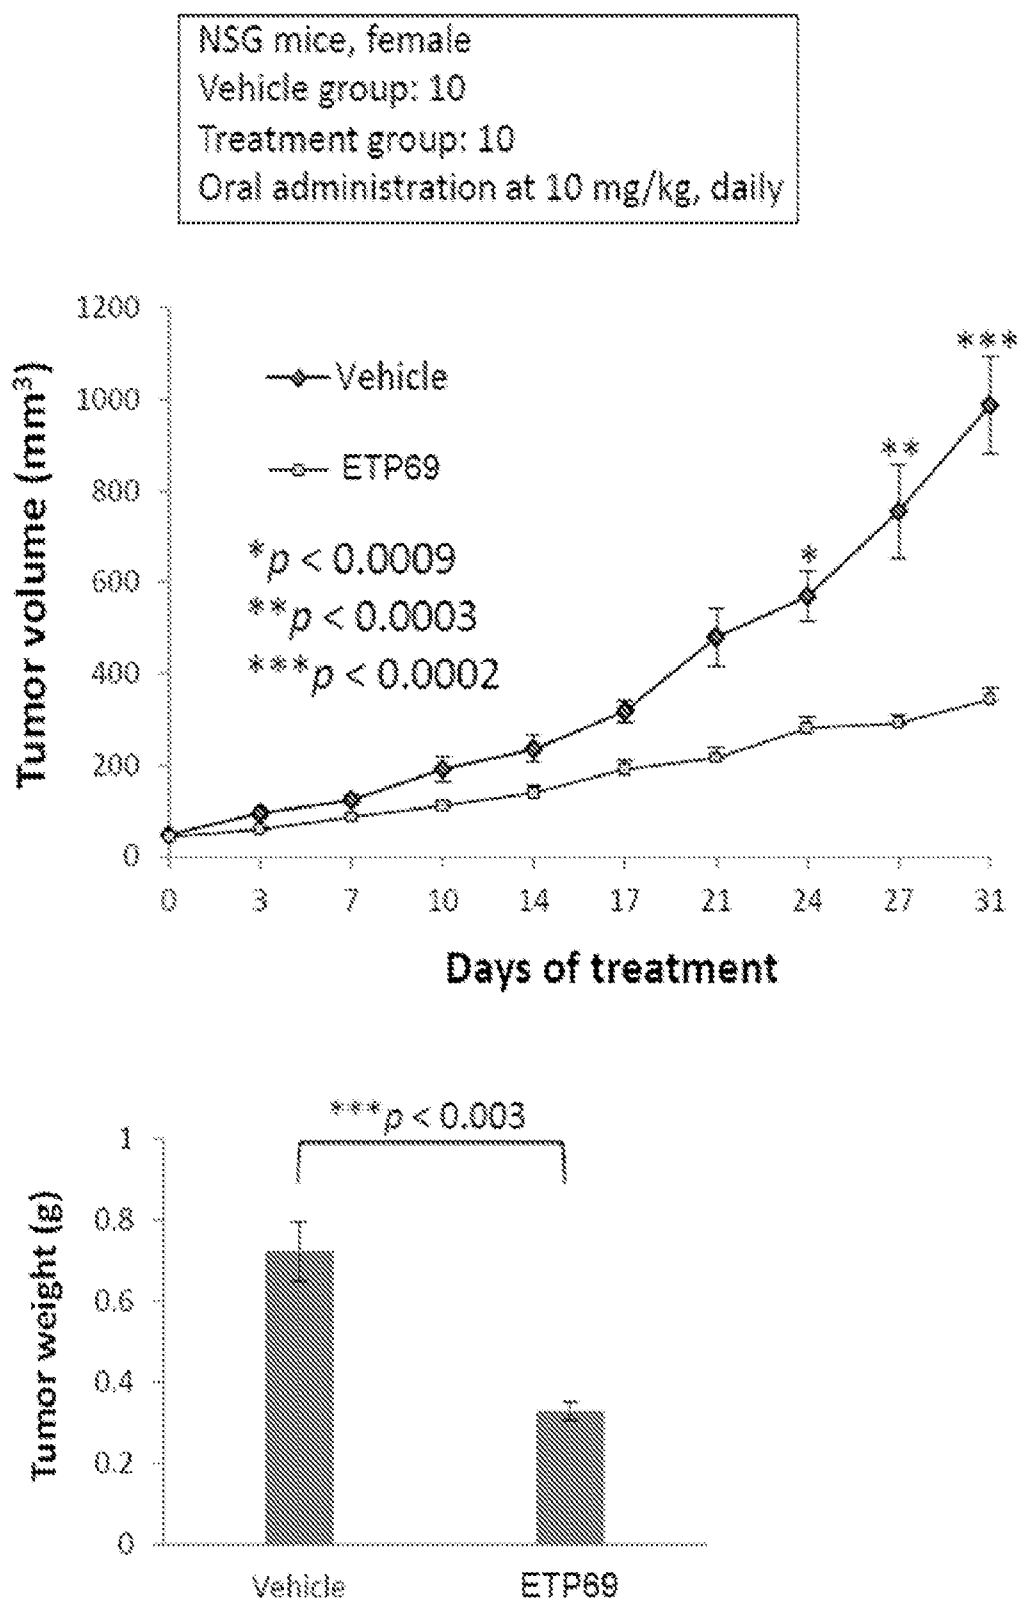 NSG mice, female
Vehicle group: 10
Treatment group: 10
Oral administration at 10 mg/kg, daily
Tumor volume (mm³)
1200
1000
800
600
400
200
0
Vehicle
ETP69
*p < 0.0009
**p < 0.0003
***p < 0.0002
*
**
***
0 3 7 10 14 17 21 24 27 31
Days of treatment
***p < 0.003
Tumor weight (g)
1
0.8
0.6
0.4
0.2
0
Vehicle ETP69